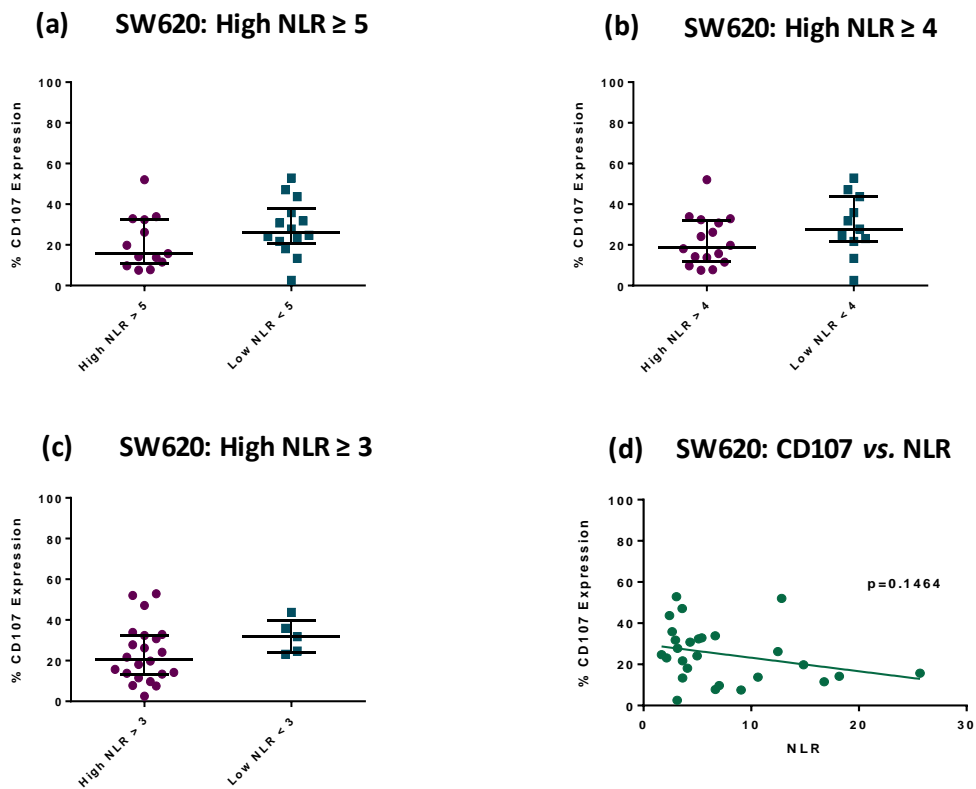 (a) SW620: High NLR ≥ 5
% CD107 Expression
100
80
60
40
20
0
High NLR > 5
Low NLR < 5
(b) SW620: High NLR ≥ 4
% CD107 Expression
100
80
60
40
20
0
High NLR > 4
Low NLR < 4
(c) SW620: High NLR ≥ 3
% CD107 Expression
100
80
60
40
20
0
High NLR > 3
Low NLR < 3
(d) SW620: CD107 vs. NLR
% CD107 Expression
100
80
60
40
20
0
p=0.1464
0 10 20 30
NLR